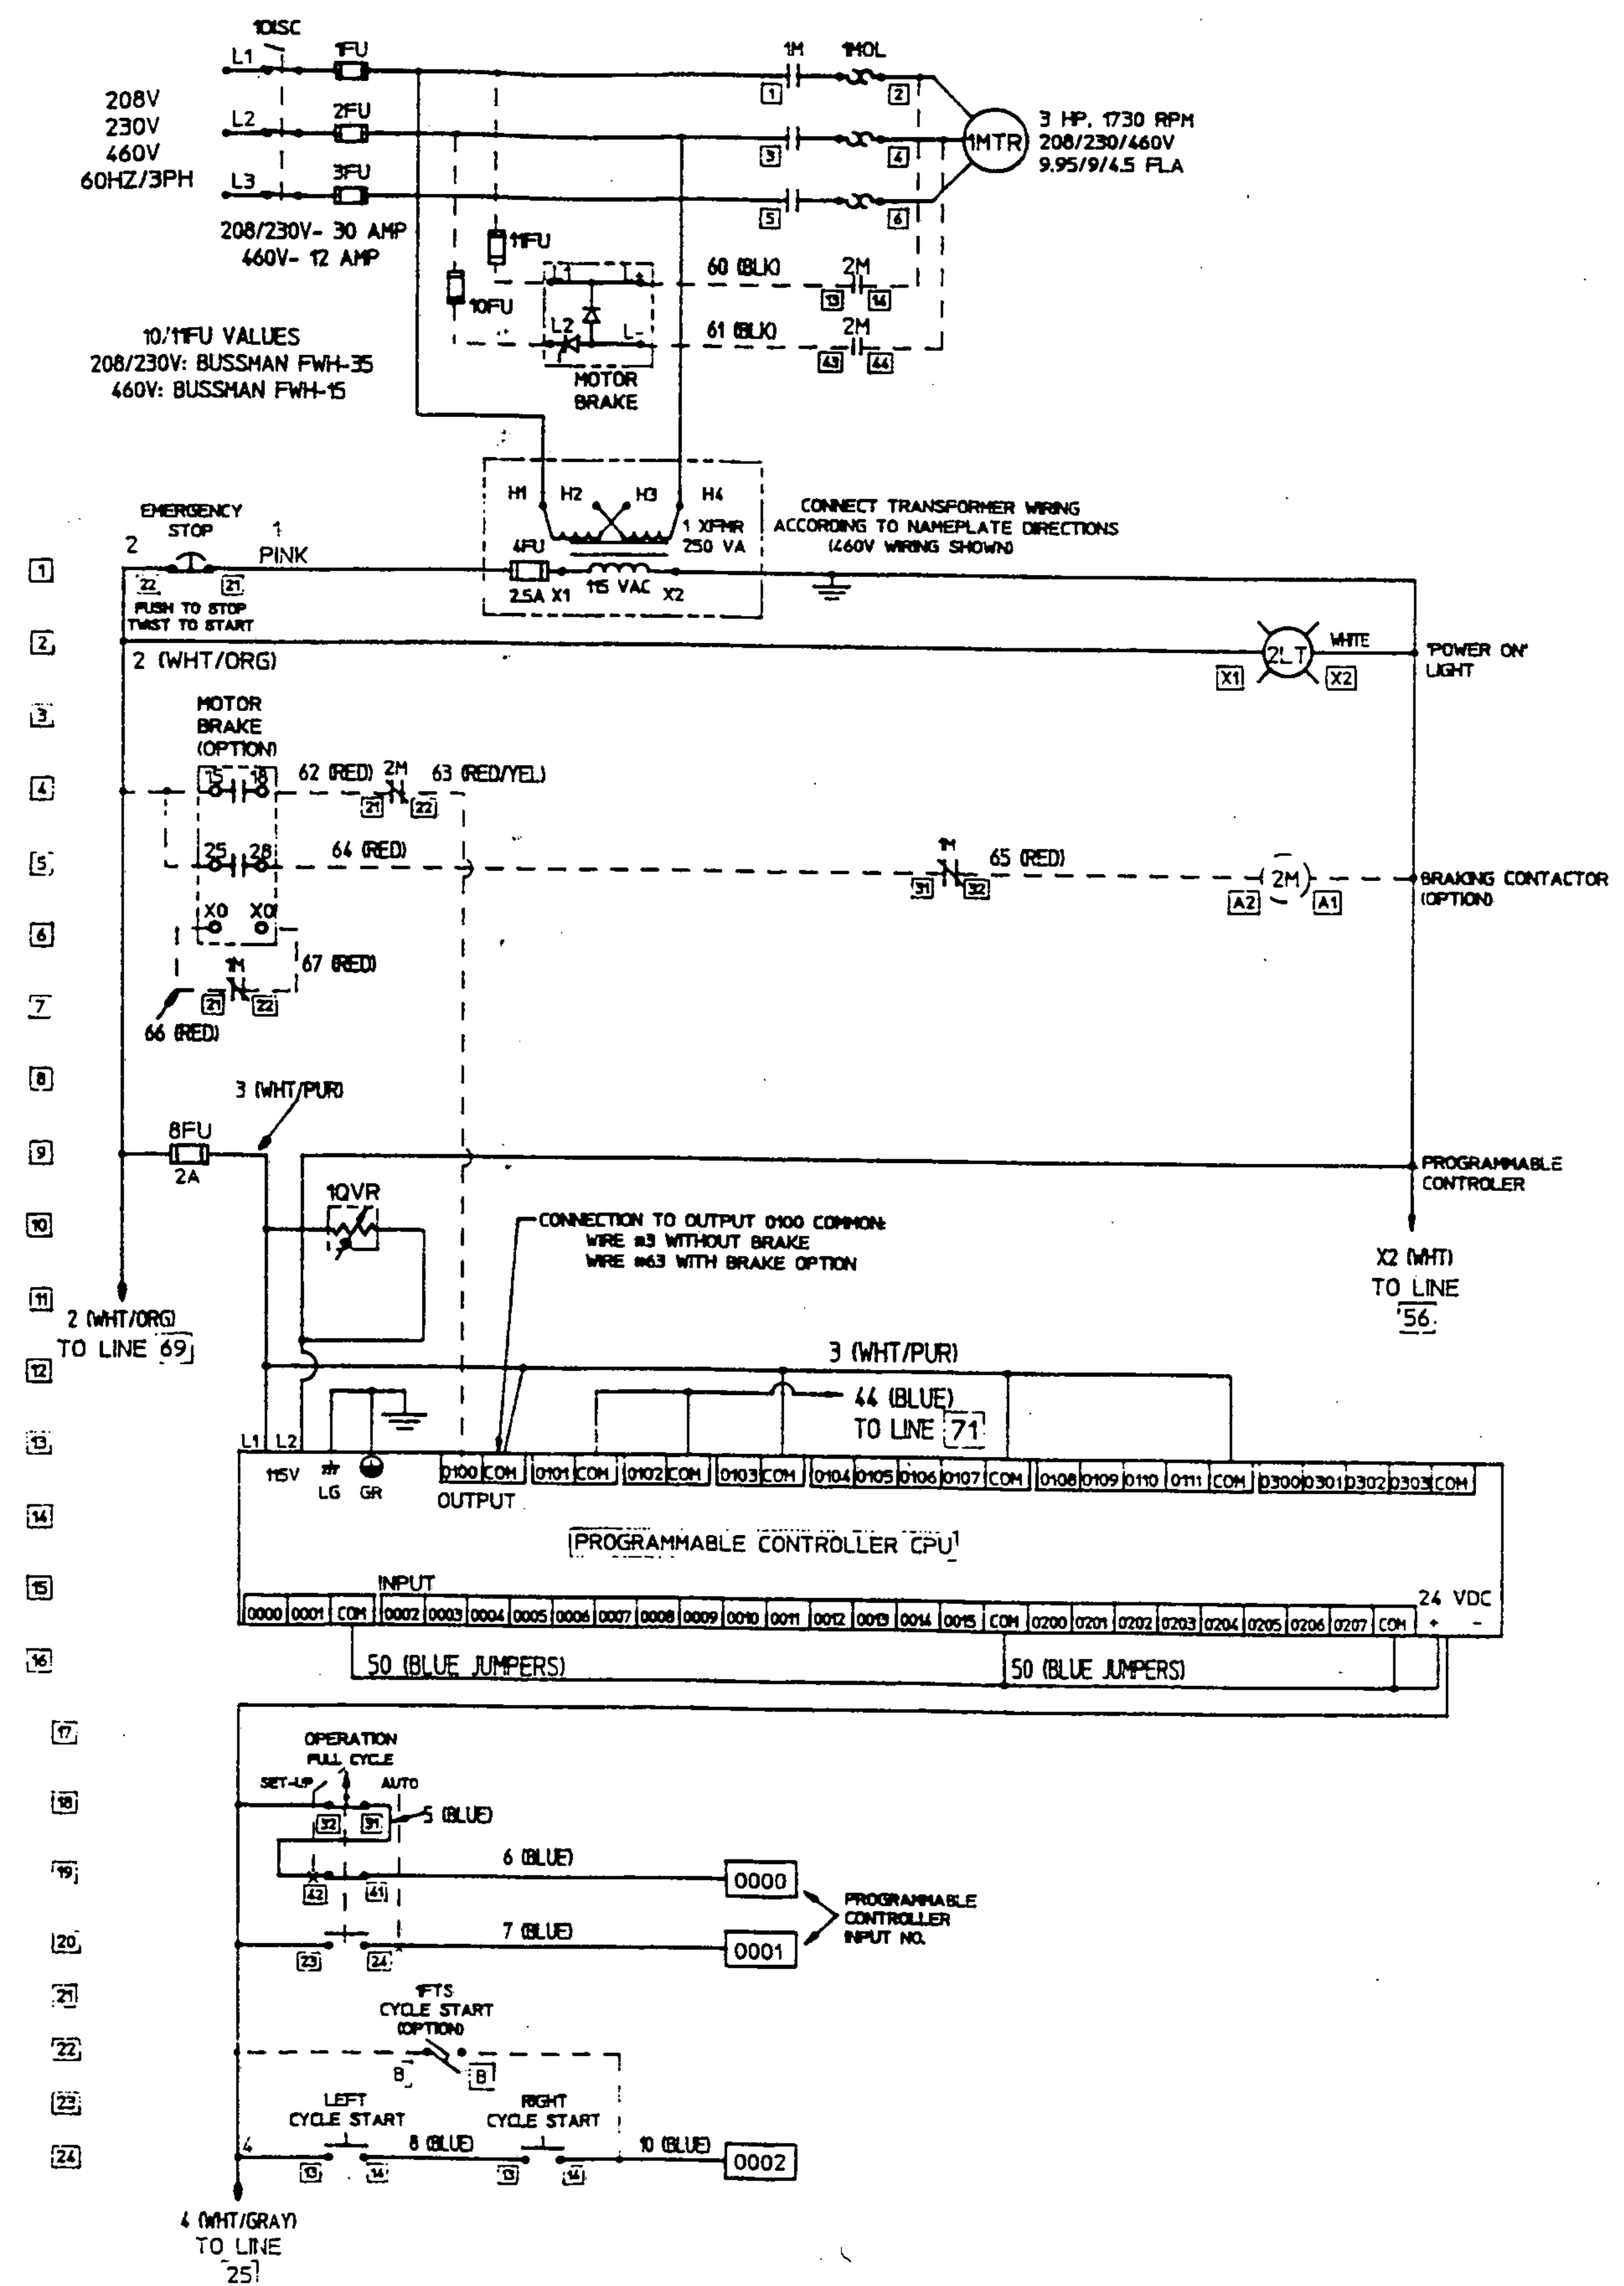 1DISC
L1
1FU
1M
1MOL
1
2
208V
230V
460V
60HZ/3PH
L2
2FU
3
4
1MTR
3 HP, 1730 RPM
208/230/460V
9.95/9/4.5 FLA
L3
3FU
5
6
208/230V- 30 AMP
460V- 12 AMP
11FU
10FU
L2
L-
60 (BLK)
2M
13
14
61 (BLK)
2M
43
44
MOTOR
BRAKE
10/11FU VALUES
208/230V: BUSSMAN FWH-35
460V: BUSSMAN FWH-15
H1
H2
H3
H4
1 XFMR
250 VA
CONNECT TRANSFORMER WIRING
ACCORDING TO NAMEPLATE DIRECTIONS
(460V WIRING SHOWN)
EMERGENCY
STOP
2
1
PINK
4FU
1
22
21
2.5A
X1
115 VAC
X2
PUSH TO STOP
TWIST TO START
2
2 (WHT/ORG)
2LT
WHITE
X1
X2
"POWER ON"
LIGHT
3
MOTOR
BRAKE
(OPTION)
4
15
18
62 (RED)
2M
63 (RED/YEL)
21
22
5
25
28
64 (RED)
1M
31
32
65 (RED)
2M
A2
A1
BRAKING CONTACTOR
(OPTION)
6
X0
X0
67 (RED)
1M
7
21
22
66 (RED)
8
3 (WHT/PUR)
9
8FU
2A
PROGRAMMABLE
CONTROLER
10
1QVR
CONNECTION TO OUTPUT 0100 COMMON:
WIRE #3 WITHOUT BRAKE
WIRE #63 WITH BRAKE OPTION
X2 (WHT)
TO LINE
56
11
2 (WHT/ORG)
TO LINE 69
12
3 (WHT/PUR)
44 (BLUE)
TO LINE 71
13
L1
L2
115V
LG
GR
0100 COM
0101 COM
0102 COM
0103 COM
0104 0105 0106 0107 COM
0108 0109 0110 0111 COM
0300 0301 0302 0303 COM
OUTPUT
14
PROGRAMMABLE CONTROLLER CPU
15
INPUT
24 VDC
0000 0001 COM 0002 0003 0004 0005 0006 0007 0008 0009 0010 0011 0012 0013 0014 0015 COM 0200 0201 0202 0203 0204 0205 0206 0207 COM + -
16
50 (BLUE JUMPERS)
50 (BLUE JUMPERS)
17
OPERATION
FULL CYCLE
SET-UP
AUTO
18
32
31
5 (BLUE)
19
42
41
6 (BLUE)
0000
PROGRAMMABLE
CONTROLLER
INPUT NO.
20
23
24
7 (BLUE)
0001
21
1FTS
CYCLE START
(OPTION)
22
B
B
23
LEFT
CYCLE START
RIGHT
CYCLE START
24
4
13
14
8 (BLUE)
13
14
10 (BLUE)
0002
4 (WHT/GRAY)
TO LINE
25